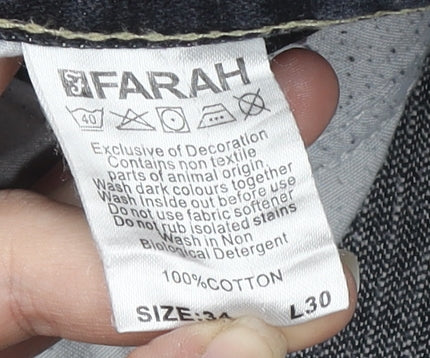 FARAH
40
Exclusive of Decoration
Contains non textile
parts of animal origin
Wash dark colours together
Wash Inside out before use
Do not use fabric softener
Do not rub isolated stains
Wash in Non
Biological Detergent
100%COTTON
SIZE:34 L30